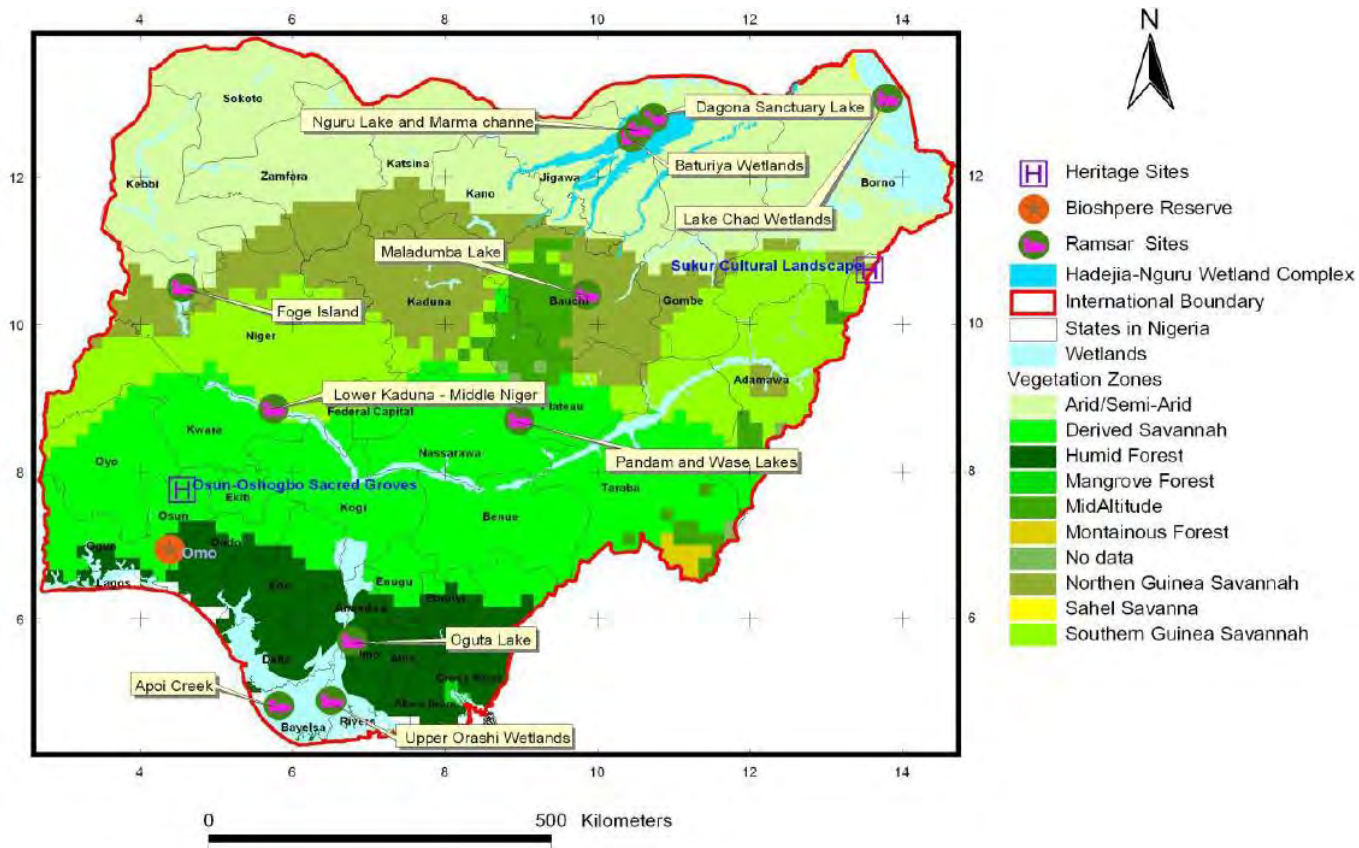 4 6 8 10 12 14
N
Sokoto
Dagona Sanctuary Lake
Nguru Lake and Marma channe
Katsina
Baturiya Wetlands
Kebbi
Zamfara
Jigawa
Borno
12
12
Kano
Lake Chad Wetlands
Maladumba Lake
Sukur Cultural Landscape
H
Kaduna
Bauchi
Gombe
Foge Island
10
10
Niger
Adamawa
Lower Kaduna - Middle Niger
Federal Capital
lateau
Kwara
Nassarawa
Pandam and Wase Lakes
Oyo
8
8
H
Osun-Oshogbo Sacred Groves
Ekiti
Taraba
Osun
Kogi
Benue
Ogun
Ondo
Omo
Lagos
Edo
Enugu
Ebonyi
Anambra
6
6
Oguta Lake
Imo
Abia
Delta
Cross River
Apoi Creek
Akwa Ibom
Bayelsa
Rivers
Upper Orashi Wetlands
4 6 8 10 12 14
0 500 Kilometers
H Heritage Sites
Bioshpere Reserve
Ramsar Sites
Hadejia-Nguru Wetland Complex
International Boundary
States in Nigeria
Wetlands
Vegetation Zones
Arid/Semi-Arid
Derived Savannah
Humid Forest
Mangrove Forest
MidAltitude
Montainous Forest
No data
Northen Guinea Savannah
Sahel Savanna
Southern Guinea Savannah